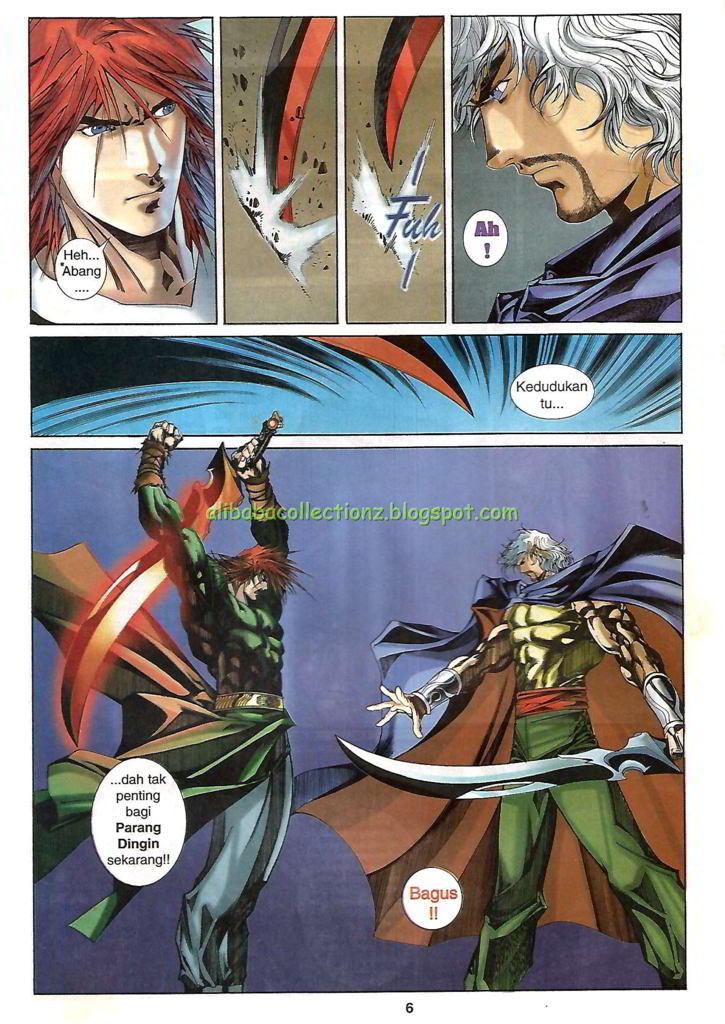 Heh...
Abang
....
Fuh
Ah
!
Kedudukan
tu...
alibabacollectionz.blogspot.com
...dah tak
penting
bagi
Parang
Dingin
sekarang!!
Bagus
!!
6